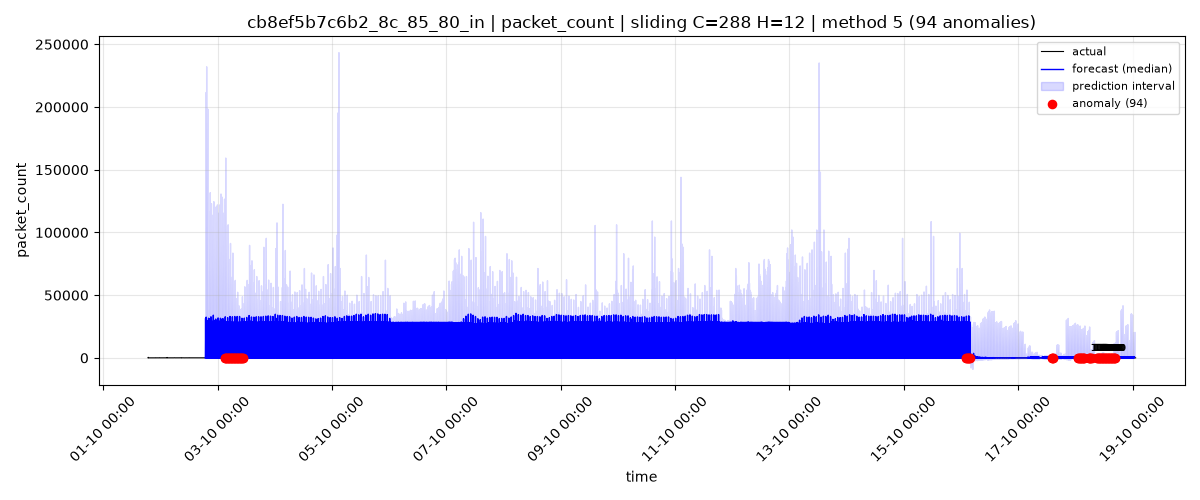 cb8ef5b7c6b2_8c_85_80_in | packet_count | sliding C=288 H=12 | method 5 (94 anomalies)
actual
forecast (median)
prediction interval
anomaly (94)
packet_count
250000
200000
150000
100000
50000
0
01-10 00:00
03-10 00:00
05-10 00:00
07-10 00:00
09-10 00:00
11-10 00:00
13-10 00:00
15-10 00:00
17-10 00:00
19-10 00:00
time